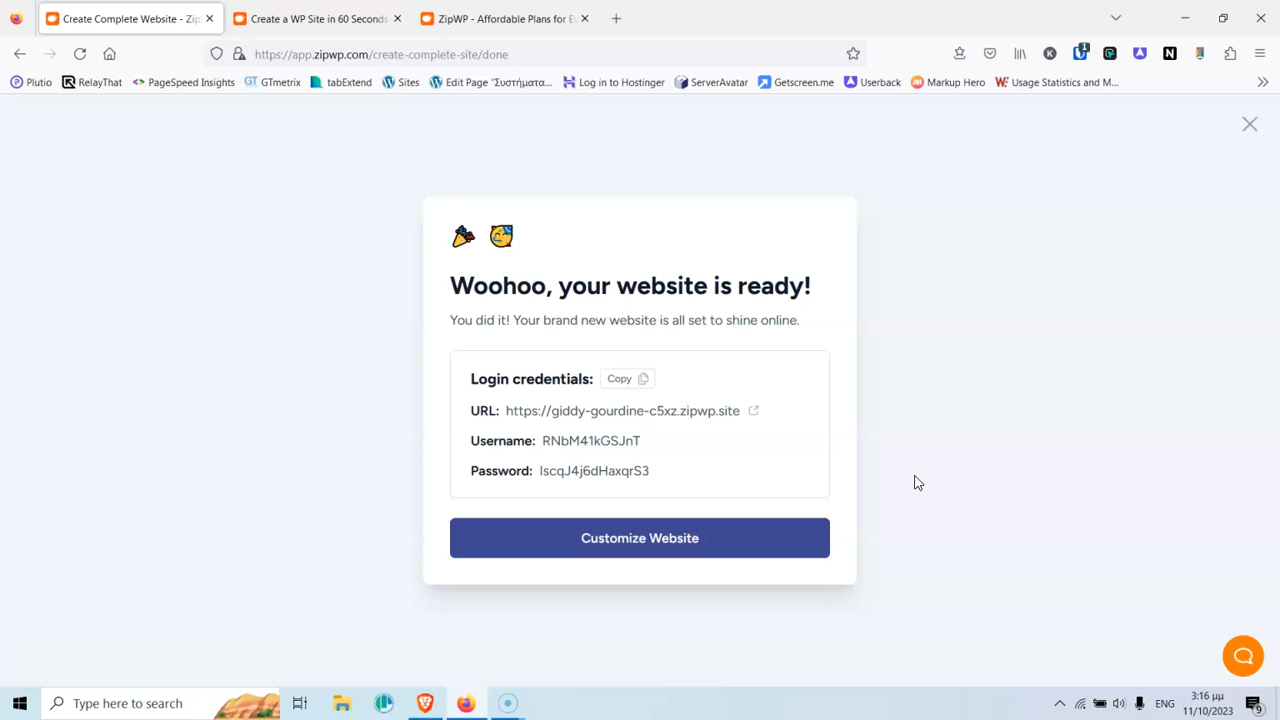 Create Complete Website - Zip
Create a WP Site in 60 Seconds
ZipWP - Affordable Plans for E
https://app.zipwp.com/create-complete-site/done
K
1
N
Plutio
RelayThat
PageSpeed Insights
GT GTmetrix
tabExtend
Sites
Edit Page "Συστήματα...
Log in to Hostinger
ServerAvatar
Getscreen.me
Userback
Markup Hero
Usage Statistics and M...
Woohoo, your website is ready!
You did it! Your brand new website is all set to shine online.
Login credentials: Copy
URL: https://giddy-gourdine-c5xz.zipwp.site
Username: RNbM41kGSJnT
Password: IscqJ4j6dHaxqrS3
Customize Website
Type here to search
ENG
3:16 μμ
11/10/2023
9